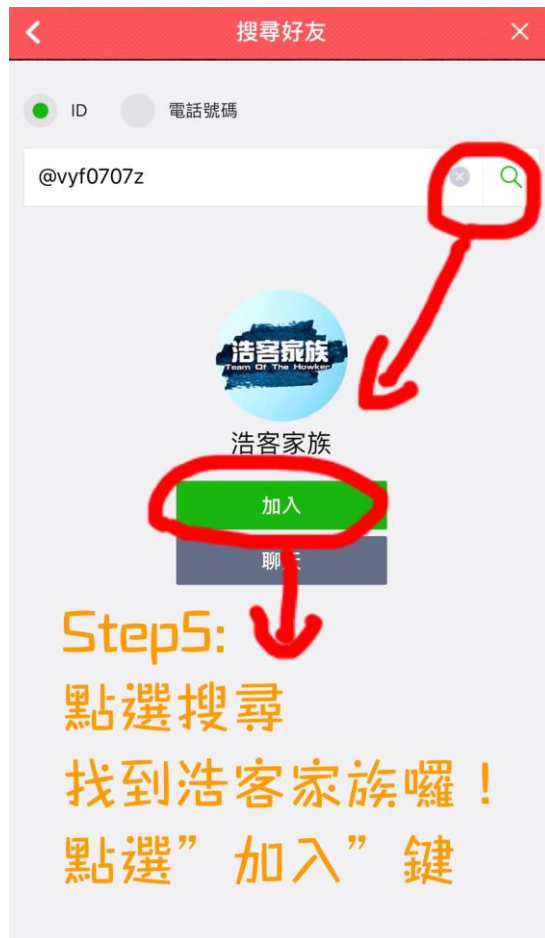 搜尋好友
ID 電話號碼
@vyf0707z
浩客家族
Team Of The Howker
浩客家族
加入
聊天
Step5:
點選搜尋
找到浩客家族囉！
點選”加入”鍵